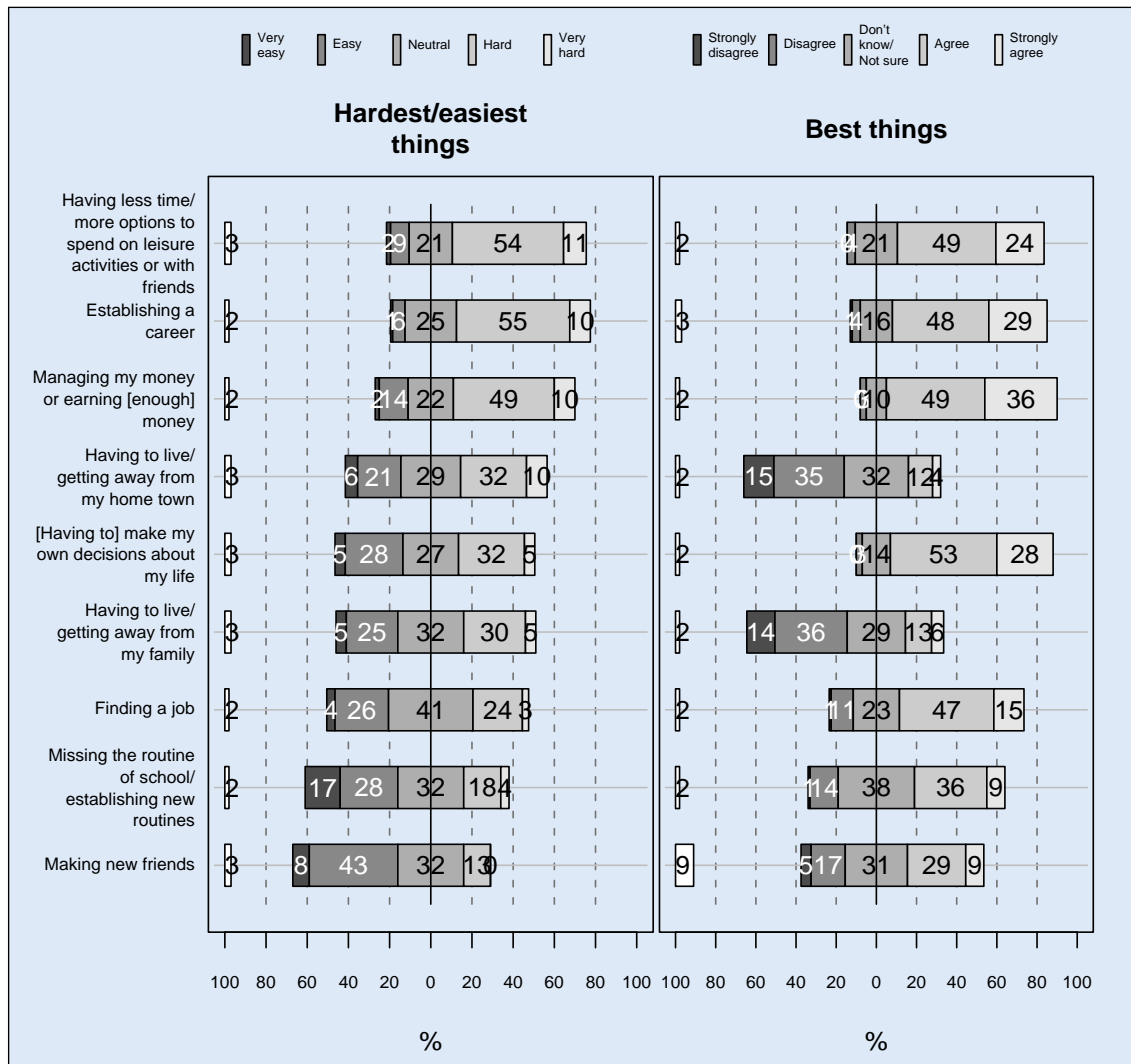 Very
easy
Easy
Neutral
Hard
Very
hard
Strongly
disagree
Disagree
Don't
know/
Not sure
Agree
Strongly
agree
Hardest/easiest
things
Best things
Having less time/
more options to
spend on leisure
activities or with
friends
3 2 9 21 54 11
2 0 4 21 49 24
Establishing a
career
2 1 6 25 55 10
3 1 4 16 48 29
Managing my money
or earning [enough]
money
2 2 14 22 49 10
2 0 3 10 49 36
Having to live/
getting away from
my home town
3 6 21 29 32 10
2 15 35 32 12 4
[Having to] make my
own decisions about
my life
3 5 28 27 32 5
2 0 3 14 53 28
Having to live/
getting away from
my family
3 5 25 32 30 5
2 14 36 29 13 6
Finding a job
2 4 26 41 24 3
2 1 11 23 47 15
Missing the routine
of school/
establishing new
routines
2 17 28 32 18 4
2 1 14 38 36 9
Making new friends
3 8 43 32 13 0
9 5 17 31 29 9
100 80 60 40 20 0 20 40 60 80 100
100 80 60 40 20 0 20 40 60 80 100
%
%